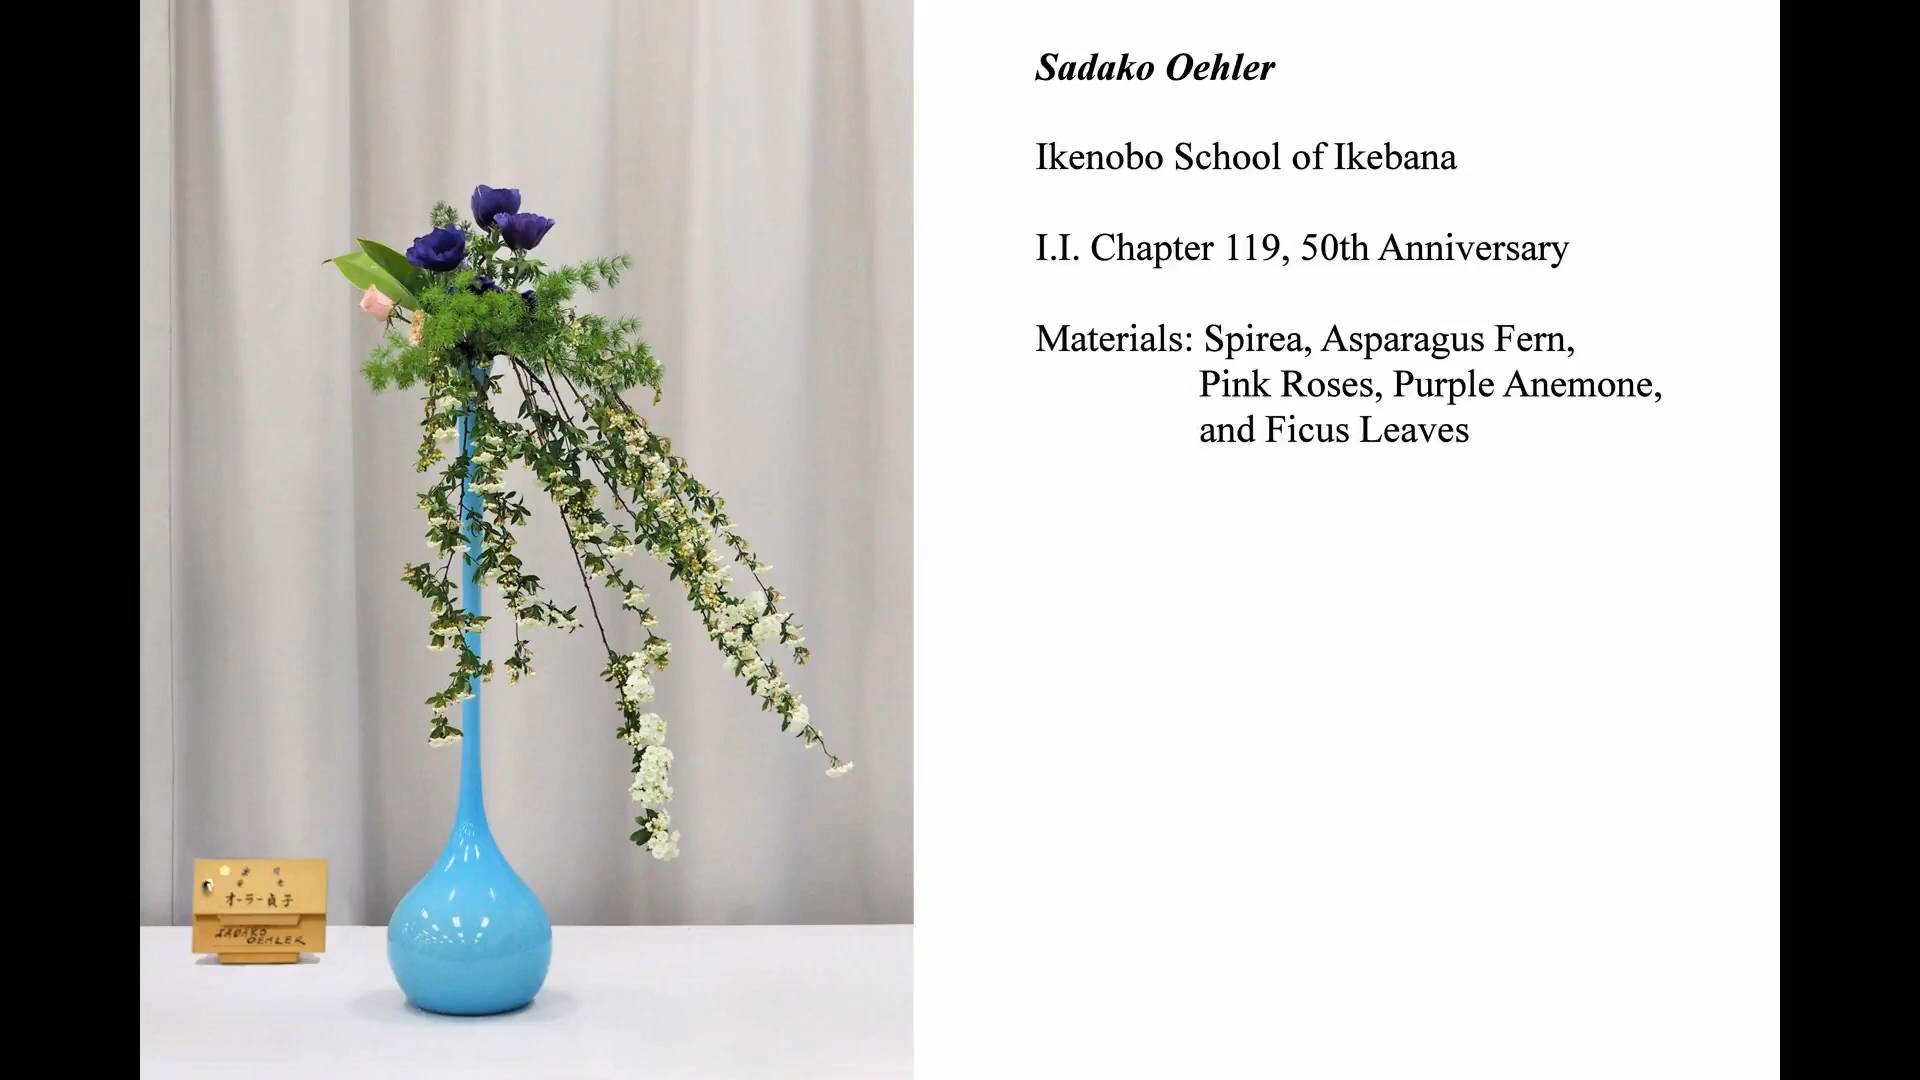 Sadako Oehler
Ikenobo School of Ikebana
I.I. Chapter 119, 50th Anniversary
Materials: Spirea, Asparagus Fern,
Pink Roses, Purple Anemone,
and Ficus Leaves
オーラー貞子
SADAKO
OEHLER